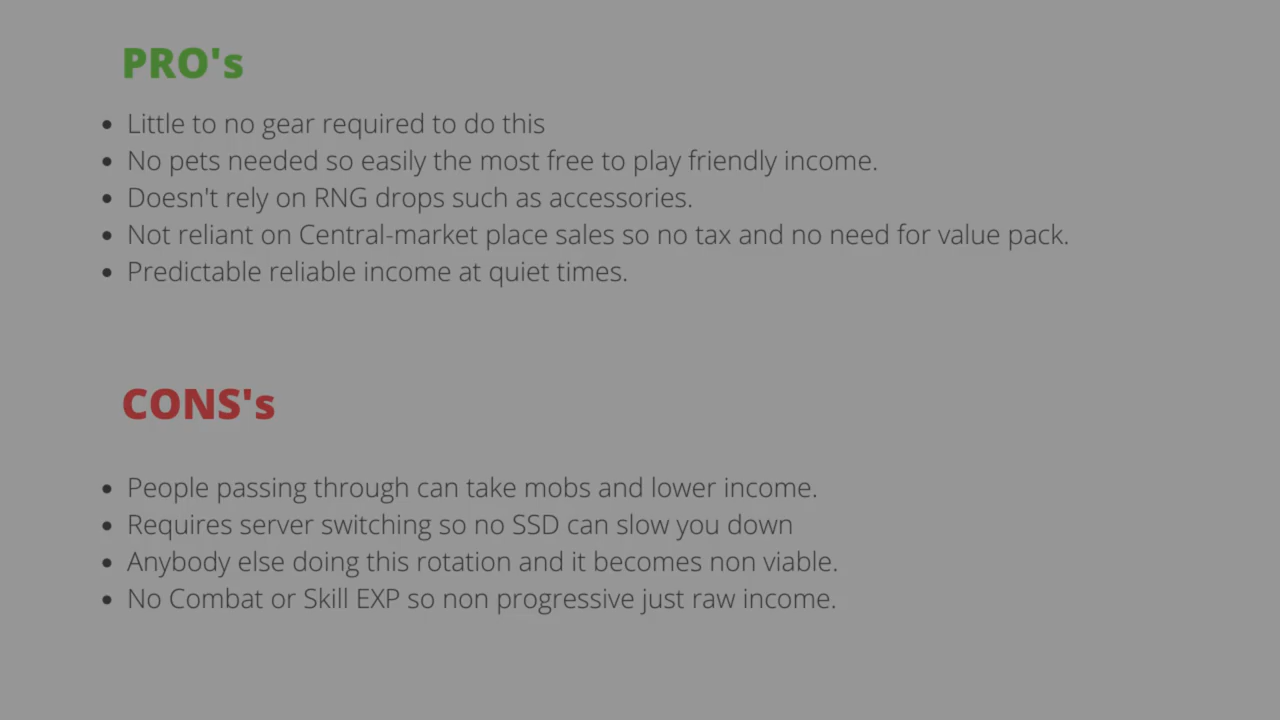 PRO's
Little to no gear required to do this
No pets needed so easily the most free to play friendly income.
Doesn't rely on RNG drops such as accessories.
Not reliant on Central-market place sales so no tax and no need for value pack.
Predictable reliable income at quiet times.
CONS's
People passing through can take mobs and lower income.
Requires server switching so no SSD can slow you down
Anybody else doing this rotation and it becomes non viable.
No Combat or Skill EXP so non progressive just raw income.